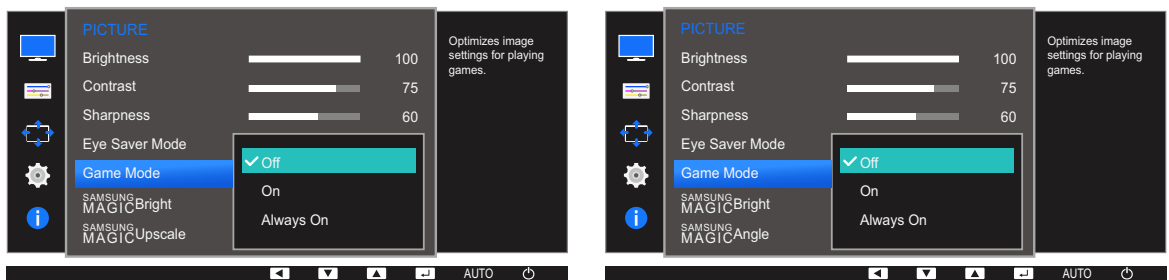 PICTURE
Brightness 100
Contrast 75
Sharpness 60
Eye Saver Mode
Game Mode
SAMSUNG
MAGICBright
SAMSUNG
MAGICUpscale
Off
On
Always On
Optimizes image
settings for playing
games.
AUTO
PICTURE
Brightness 100
Contrast 75
Sharpness 60
Eye Saver Mode
Game Mode
SAMSUNG
MAGICBright
SAMSUNG
MAGICAngle
Off
On
Always On
Optimizes image
settings for playing
games.
AUTO